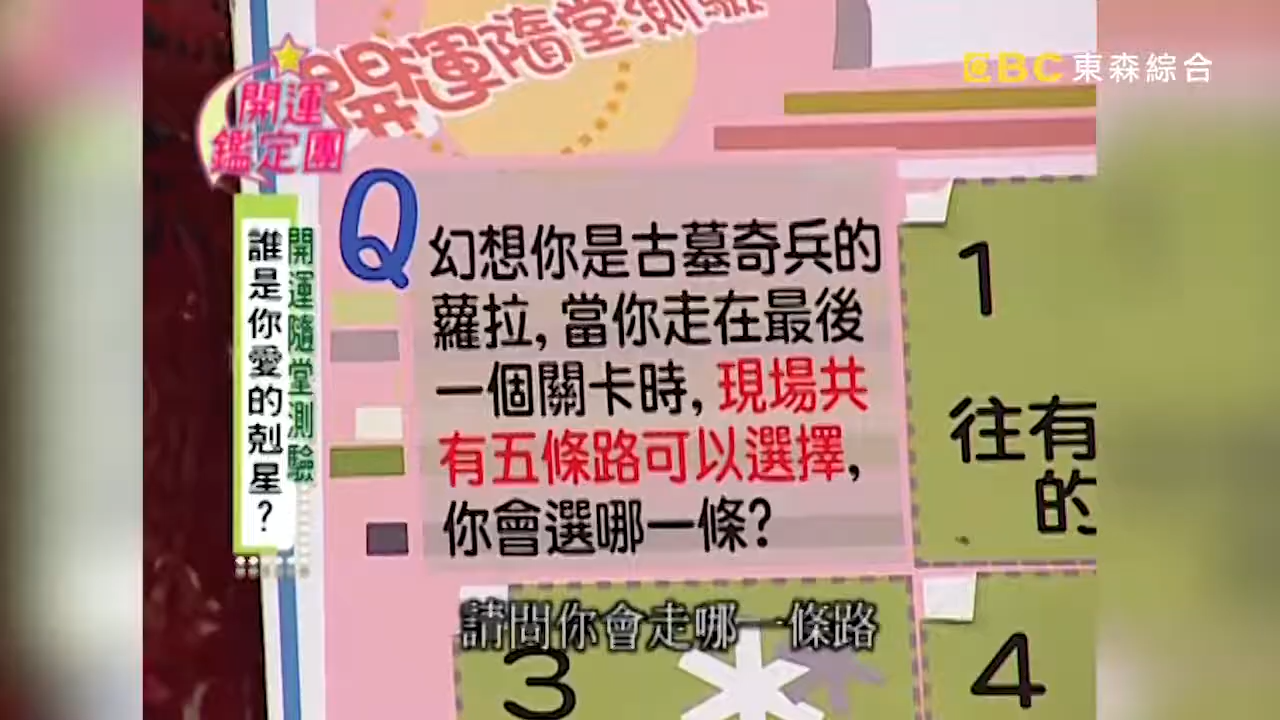 開運隨堂測驗
EBC東森綜合
開運
鑑定團
誰是你愛的剋星?
開運隨堂測驗
Q
幻想你是古墓奇兵的
蘿拉,當你走在最後
一個關卡時,現場共
有五條路可以選擇,
你會選哪一條?
1
往有
的
請問你會走哪一條路
3
4